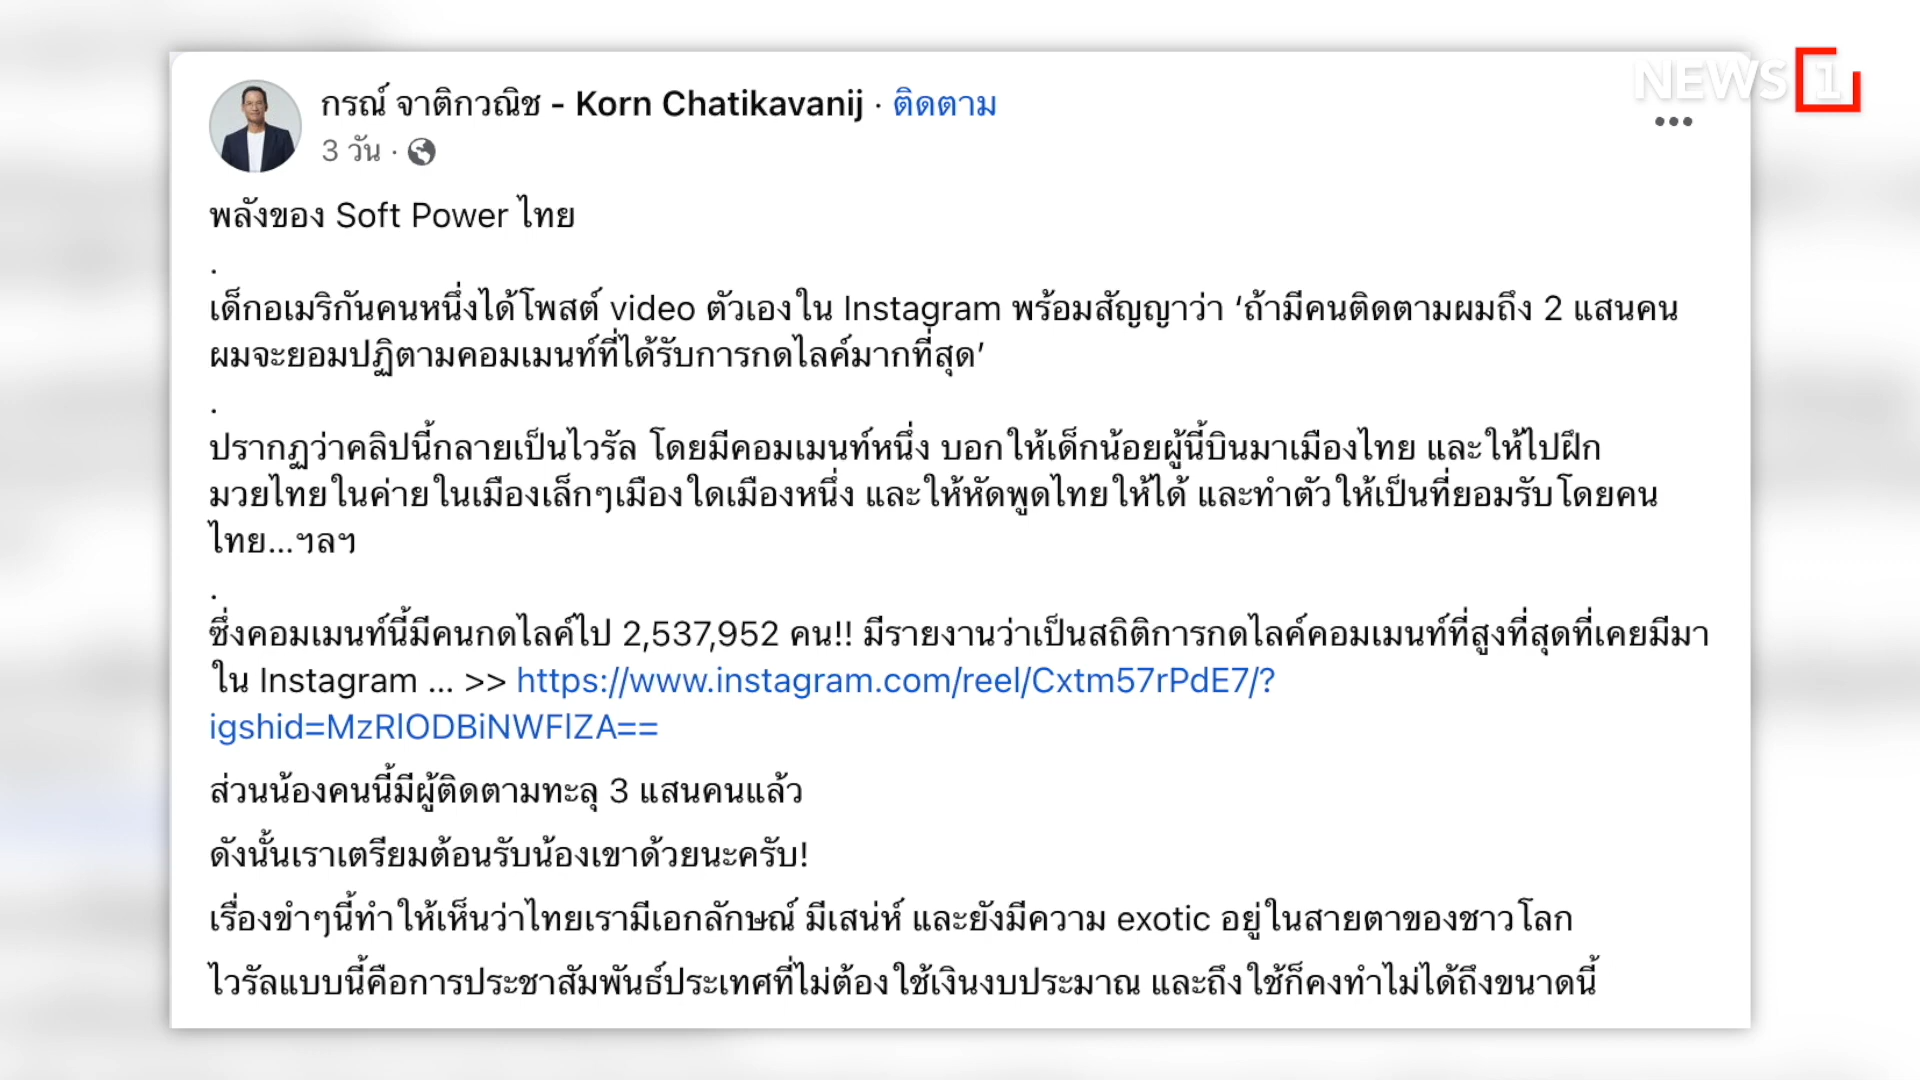 NEWS 1
กรณ์ จาติกวณิช - Korn Chatikavanij · ติดตาม
3 วัน ·
พลังของ Soft Power ไทย
.
เด็กอเมริกันคนหนึ่งได้โพสต์ video ตัวเองใน Instagram พร้อมสัญญาว่า ‘ถ้ามีคนติดตามผมถึง 2 แสนคน
ผมจะยอมปฏิตามคอมเมนท์ที่ได้รับการกดไลค์มากที่สุด’
.
ปรากฏว่าคลิปนี้กลายเป็นไวรัล โดยมีคอมเมนท์หนึ่ง บอกให้เด็กน้อยผู้นี้บินมาเมืองไทย และให้ไปฝึก
มวยไทยในค่ายในเมืองเล็กๆเมืองใดเมืองหนึ่ง และให้หัดพูดไทยให้ได้ และทำตัวให้เป็นที่ยอมรับโดยคน
ไทย...ฯลฯ
.
ซึ่งคอมเมนท์นี้มีคนกดไลค์ไป 2,537,952 คน!! มีรายงานว่าเป็นสถิติการกดไลค์คอมเมนท์ที่สูงที่สุดที่เคยมีมา
ใน Instagram ... >> https://www.instagram.com/reel/Cxtm57rPdE7/?
igshid=MzRlODBiNWFlZA==
ส่วนน้องคนนี้มีผู้ติดตามทะลุ 3 แสนคนแล้ว
ดังนั้นเราเตรียมต้อนรับน้องเขาด้วยนะครับ!
เรื่องขำๆนี้ทำให้เห็นว่าไทยเรามีเอกลักษณ์ มีเสน่ห์ และยังมีความ exotic อยู่ในสายตาของชาวโลก
ไวรัลแบบนี้คือการประชาสัมพันธ์ประเทศที่ไม่ต้องใช้เงินงบประมาณ และถึงใช้ก็คงทำไม่ได้ถึงขนาดนี้